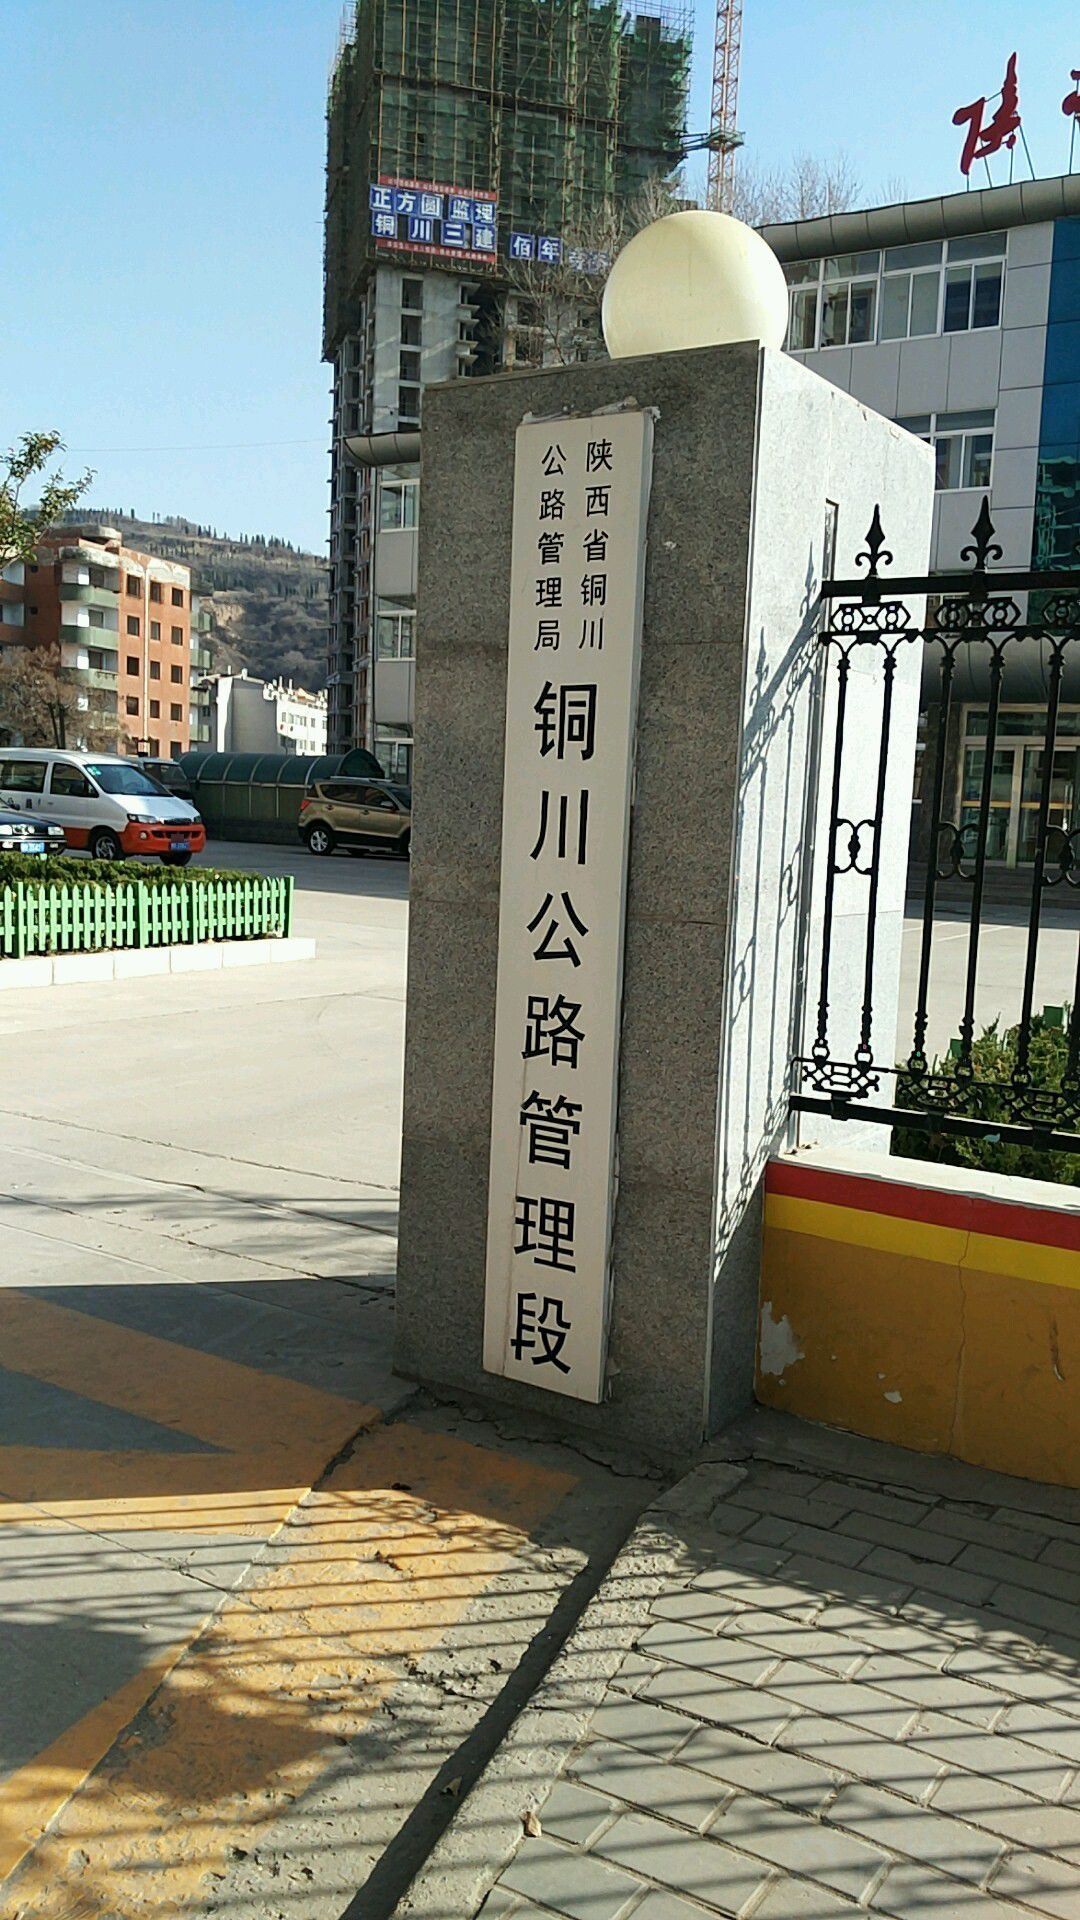 陕
正方圆 监理
铜川三建
佰年
陕西省铜川
公路管理局
铜川公路管理段